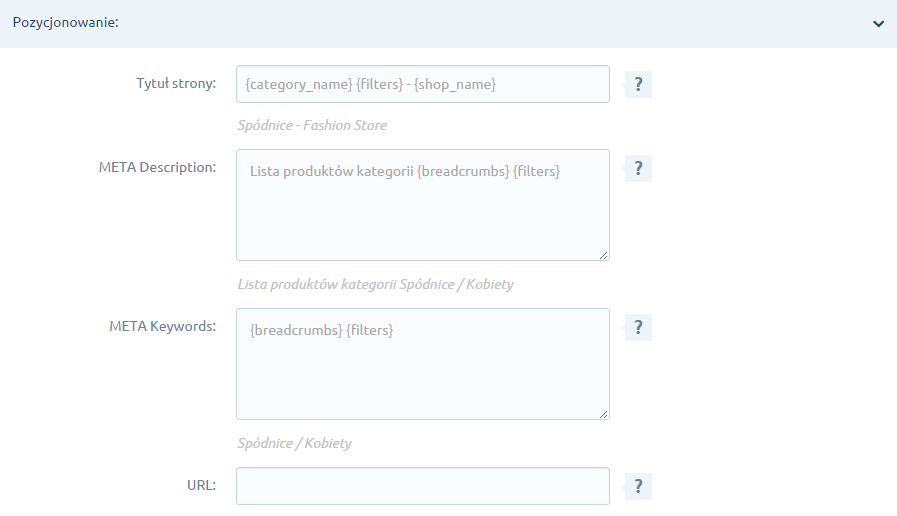 Pozycjonowanie:
Tytuł strony:
{category_name} {filters} - {shop_name}
?
Spódnice - Fashion Store
META Description:
Lista produktów kategorii {breadcrumbs} {filters}
?
Lista produktów kategorii Spódnice / Kobiety
META Keywords:
{breadcrumbs} {filters}
?
Spódnice / Kobiety
URL:
?